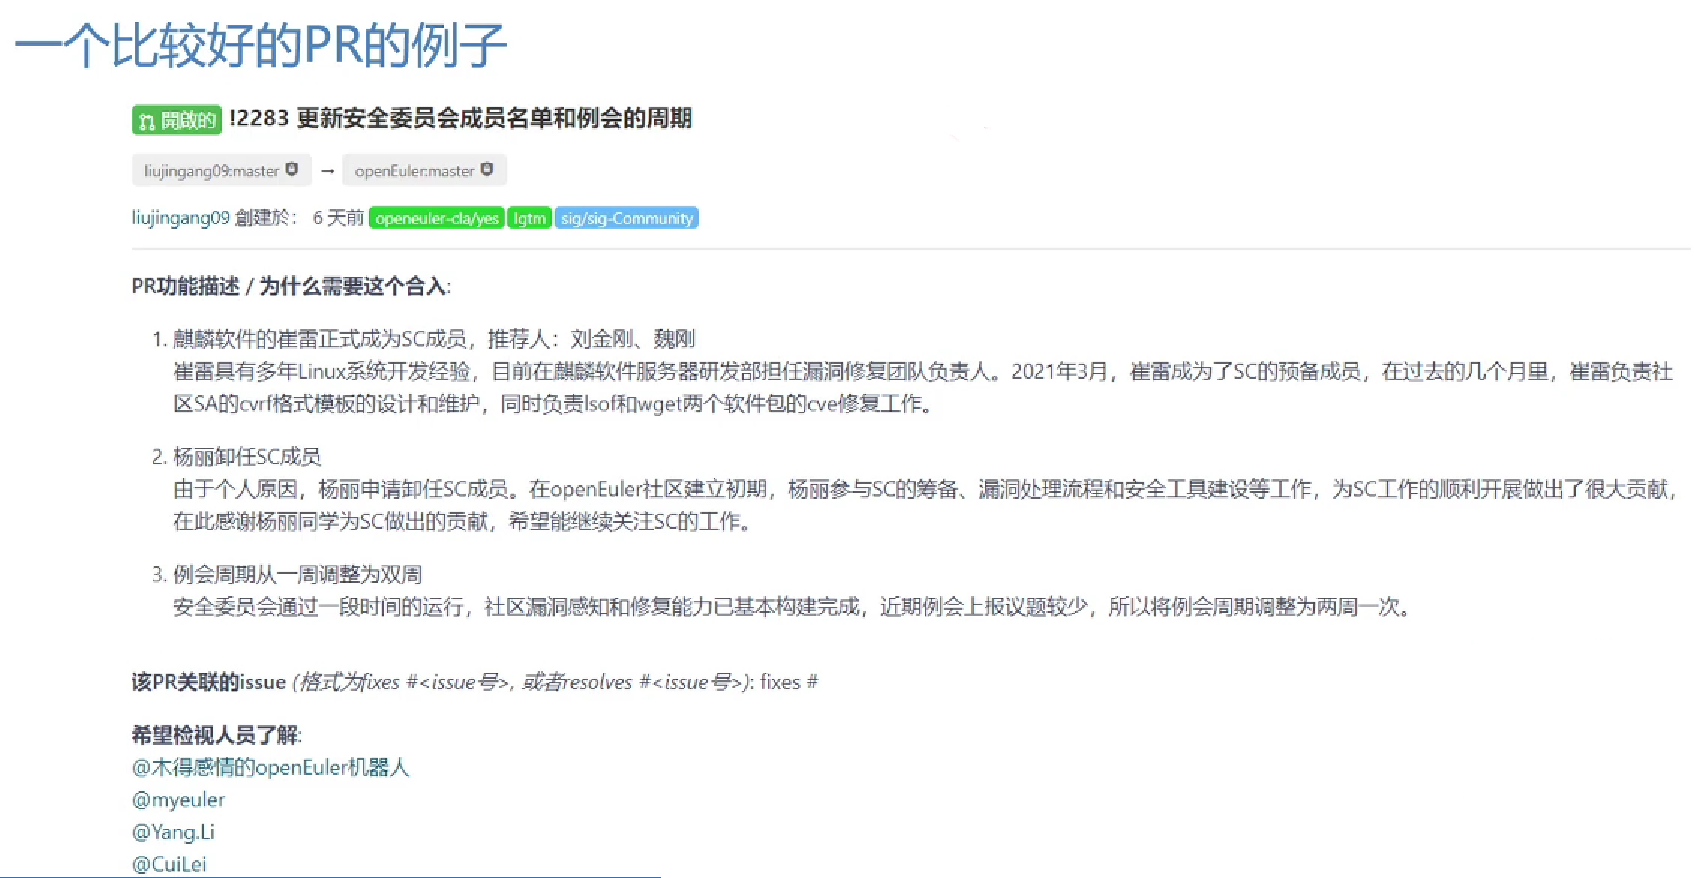 一个比较好的PR的例子
開啟的 !2283 更新安全委员会成员名单和例会的周期
liujingang09:master → openEuler:master
liujingang09 創建於： 6 天前 openeuler-cla/yes lgtm sig/sig-Community
PR功能描述 / 为什么需要这个合入:
1. 麒麟软件的崔雷正式成为SC成员，推荐人：刘金刚、魏刚
崔雷具有多年Linux系统开发经验，目前在麒麟软件服务器研发部担任漏洞修复团队负责人。2021年3月，崔雷成为了SC的预备成员，在过去的几个月里，崔雷负责社
区SA的cvrf格式模板的设计和维护，同时负责lsof和wget两个软件包的cve修复工作。
2. 杨丽卸任SC成员
由于个人原因，杨丽申请卸任SC成员。在openEuler社区建立初期，杨丽参与SC的筹备、漏洞处理流程和安全工具建设等工作，为SC工作的顺利开展做出了很大贡献，
在此感谢杨丽同学为SC做出的贡献，希望能继续关注SC的工作。
3. 例会周期从一周调整为双周
安全委员会通过一段时间的运行，社区漏洞感知和修复能力已基本构建完成，近期例会上报议题较少，所以将例会周期调整为两周一次。
该PR关联的issue (格式为fixes #<issue号>, 或者resolves #<issue号>): fixes #
希望检视人员了解:
@木得感情的openEuler机器人
@myeuler
@Yang.Li
@CuiLei